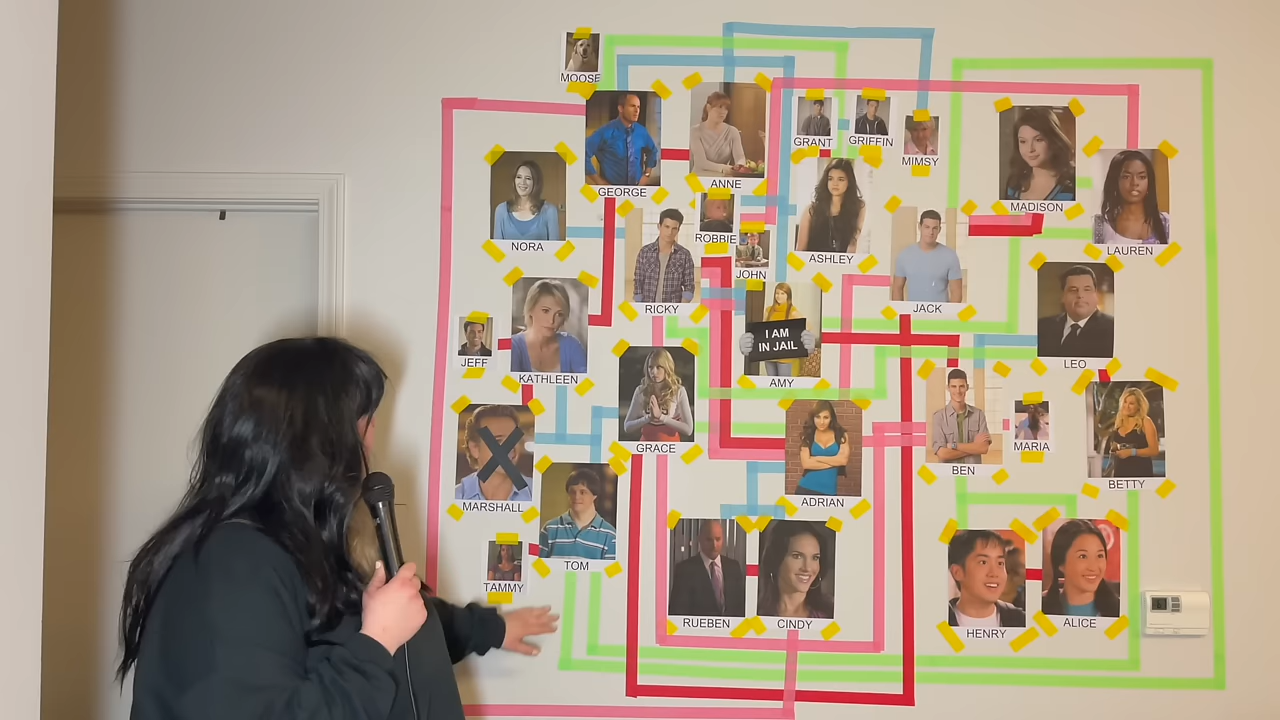 MOOSE
GEORGE
ANNE
GRANT
GRIFFIN
MIMSY
MADISON
LAUREN
NORA
RICKY
ROBBIE
JOHN
ASHLEY
JACK
LEO
JEFF
KATHLEEN
GRACE
I AM
IN JAIL
AMY
BEN
MARIA
BETTY
MARSHALL
TOM
TAMMY
ADRIAN
RUEBEN
CINDY
HENRY
ALICE